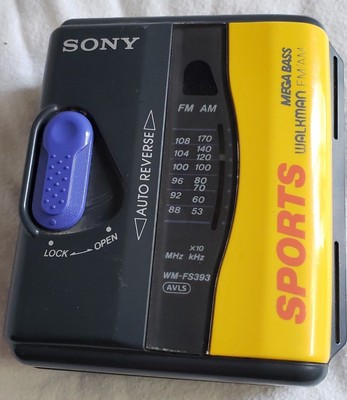 SONY
FM AM
108 170
104 140
120
100 100
96 80
70
92 60
88 53
X10
MHz kHz
WM-FS393
AVLS
◁AUTO REVERSE▷
LOCK OPEN
SPORTS
WALKMAN FM/AM
MEGA BASS